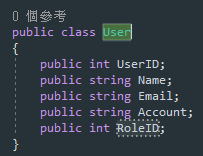 0 個參考
public class User
{
public int UserID;
public string Name;
public string Email;
public string Account;
public int RoleID;
}